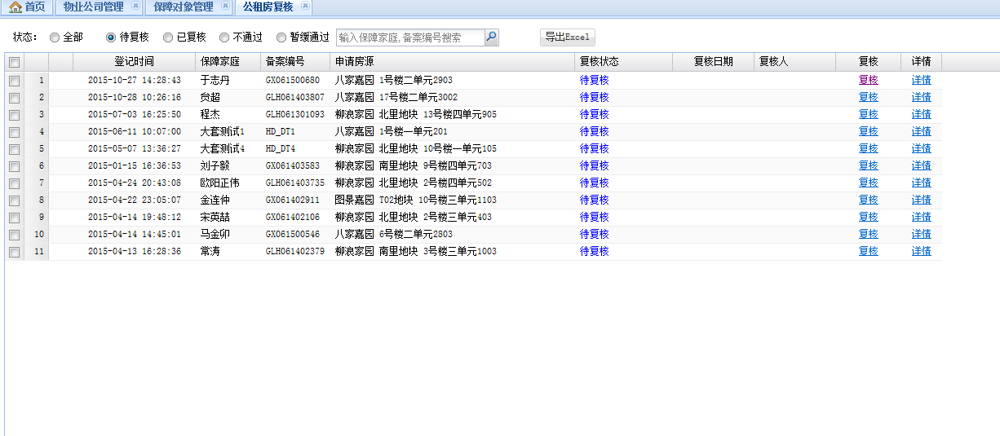 首页 物业公司管理 保障对象管理 公租房复核
状态: 全部 待复核 已复核 不通过 暂缓通过 输入保障家庭,备案编号搜索 导出Excel
登记时间 保障家庭 备案编号 申请房源 复核状态 复核日期 复核人 复核 详情
1 2015-10-27 14:28:43 于志丹 GX061500680 八家嘉园 1号楼二单元2903 待复核 复核 详情
2 2015-10-28 10:26:16 贠超 GLH061403807 八家嘉园 17号楼二单元3002 待复核 复核 详情
3 2015-07-03 16:25:50 程杰 GLH061301093 柳浪家园 北里地块 13号楼四单元905 待复核 复核 详情
4 2015-06-11 10:07:00 大套测试1 HD_DT1 八家嘉园 1号楼一单元201 待复核 复核 详情
5 2015-05-07 13:36:27 大套测试4 HD_DT4 柳浪家园 北里地块 10号楼一单元105 待复核 复核 详情
6 2015-01-15 16:36:53 刘子毅 GX061403583 柳浪家园 南里地块 9号楼四单元703 待复核 复核 详情
7 2015-04-24 20:43:08 欧阳正伟 GLH061403735 柳浪家园 北里地块 2号楼四单元502 待复核 复核 详情
8 2015-04-22 23:05:07 金连仲 GX061402911 图景嘉园 T02地块 10号楼三单元1103 待复核 复核 详情
9 2015-04-14 19:48:12 宋英喆 GX061402106 柳浪家园 北里地块 2号楼三单元403 待复核 复核 详情
10 2015-04-14 14:45:01 马金卯 GX061500546 八家嘉园 6号楼二单元2803 待复核 复核 详情
11 2015-04-13 16:28:36 常涛 GLH061402379 柳浪家园 南里地块 3号楼三单元1003 待复核 复核 详情